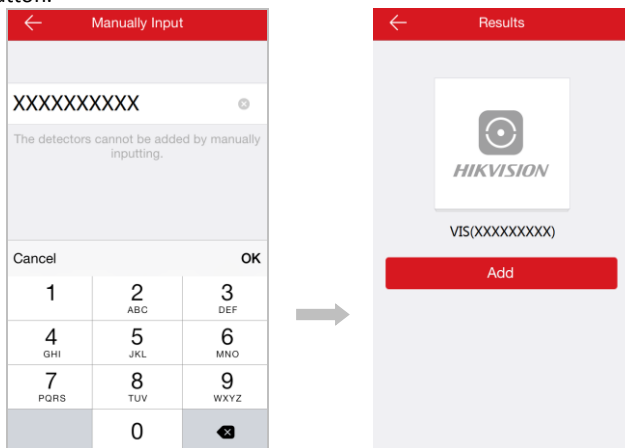 utton.
Manually Input
XXXXXXXXXX
The detectors cannot be added by manually
inputting.
Cancel OK
1 2 3
ABC DEF
4 5 6
GHI JKL MNO
7 8 9
PQRS TUV WXYZ
0
Results
HIKVISION
VIS(XXXXXXXXX)
Add